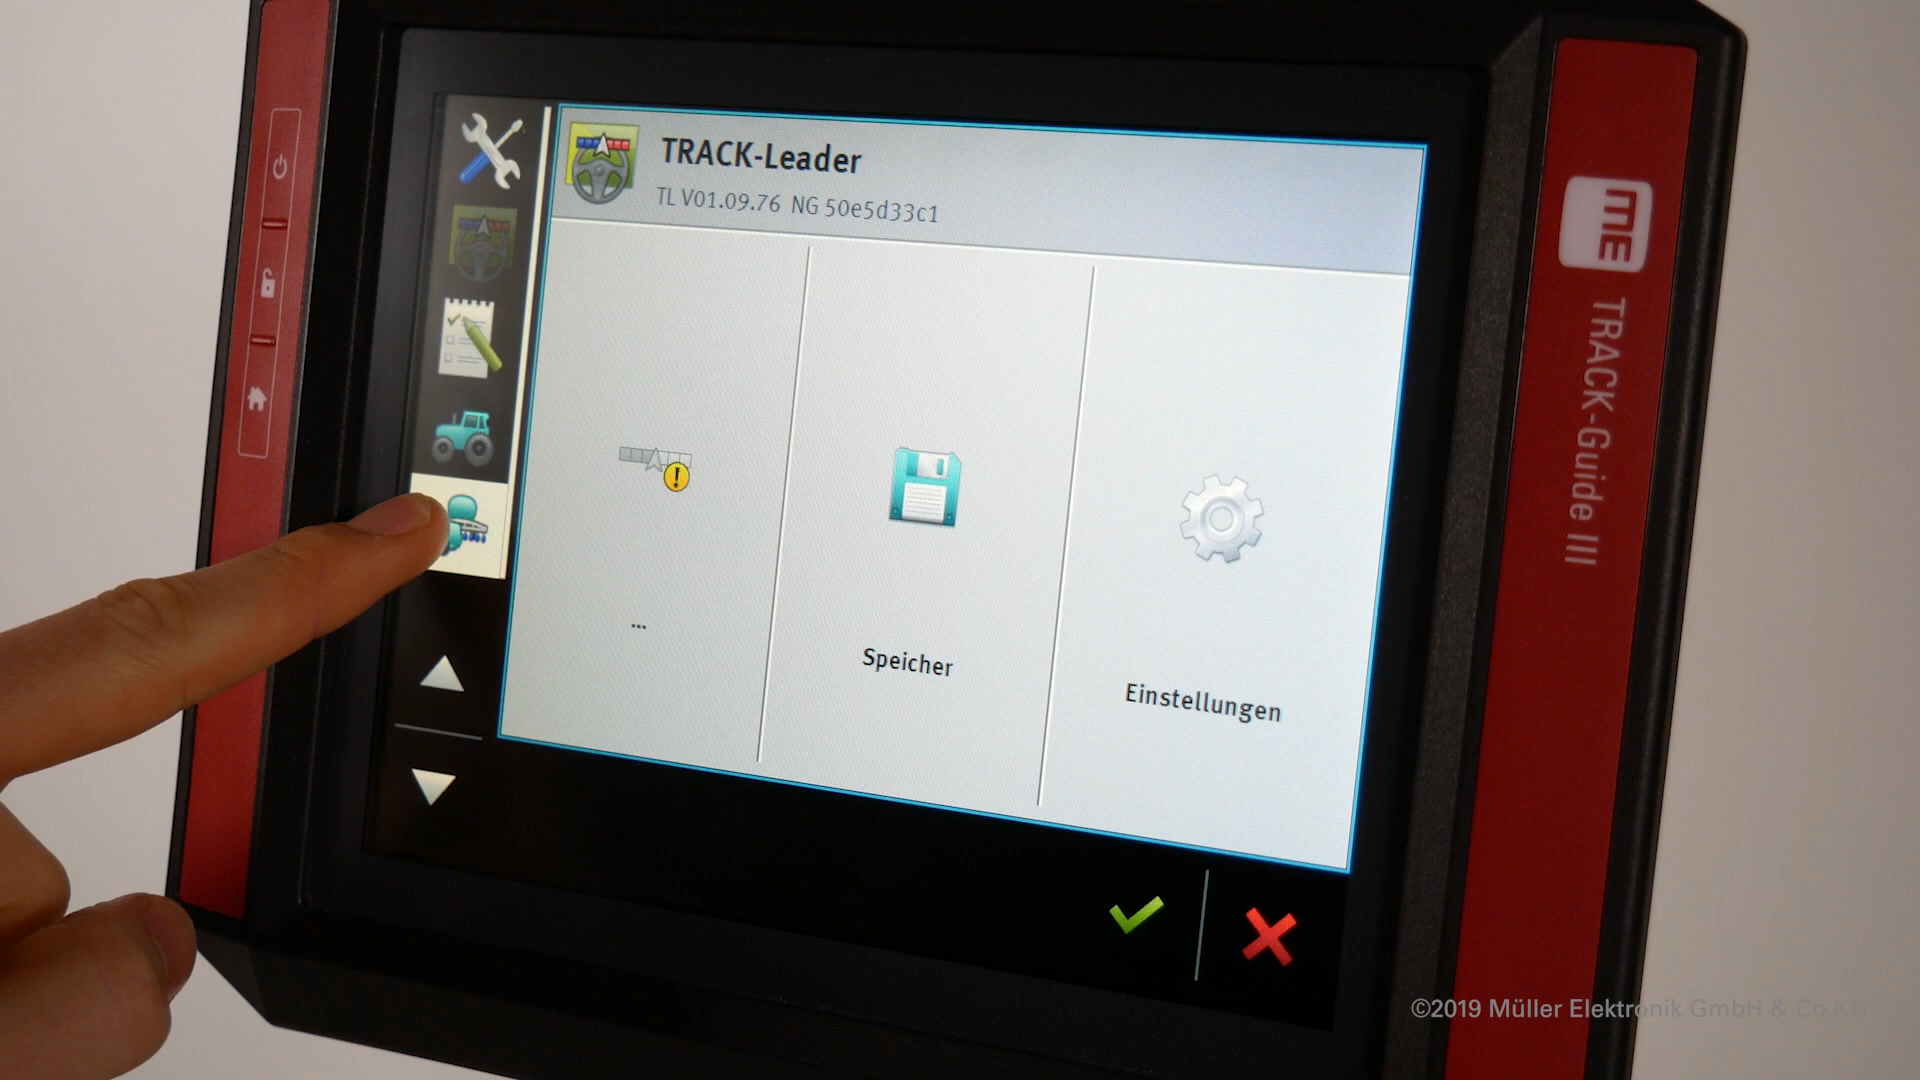 TRACK-Leader
TL V01.09.76 NG 50e5d33c1
...
Speicher
Einstellungen
ME
TRACK-Guide III
©2019 Müller Elektronik GmbH & Co KG